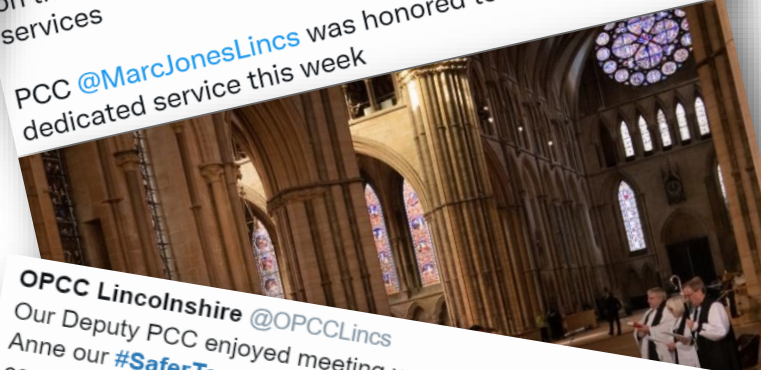 services
PCC @MarcJonesLincs was honored
dedicated service this week
OPCC Lincolnshire @OPCCLincs
Our Deputy PCC enjoyed meeting
Anne our